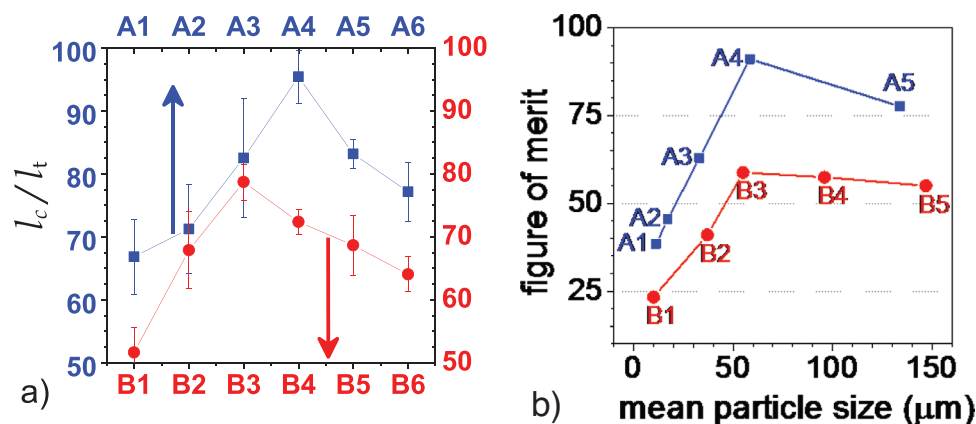 A1 A2 A3 A4 A5 A6
100 100
90 90
80 80
70 70
60 60
50 50
l_c/l_t
B1 B2 B3 B4 B5 B6
a)
100
75
50
25
figure of merit
A4
A5
A3
A2
A1
B3
B4
B5
B2
B1
0 50 100 150
mean particle size (μm)
b)